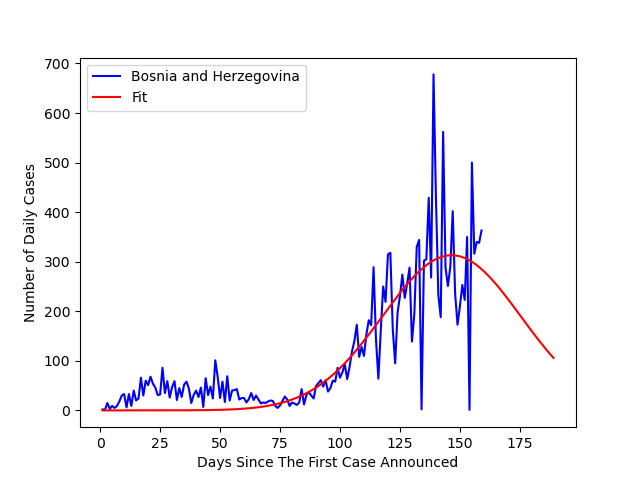 Bosnia and Herzegovina
Fit
700
600
500
400
300
200
100
0
Number of Daily Cases
0 25 50 75 100 125 150 175
Days Since The First Case Announced